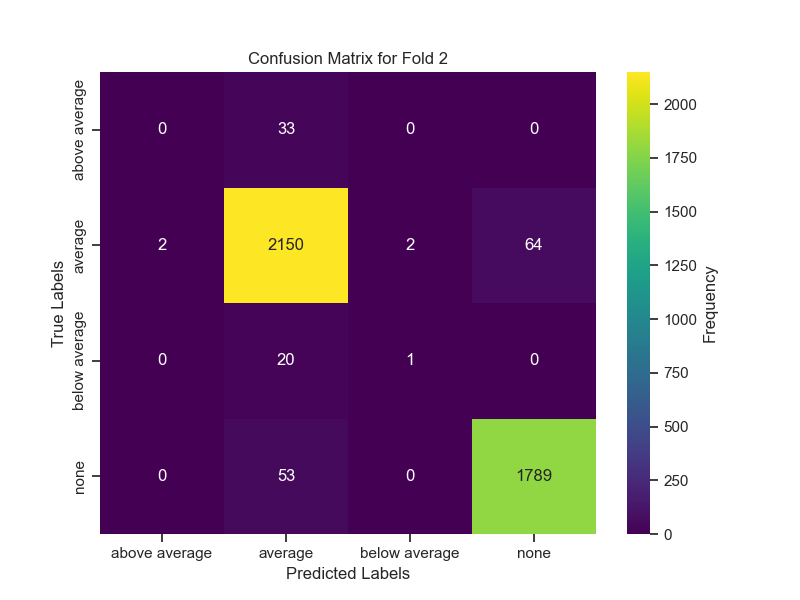 Confusion Matrix for Fold 2
True Labels
above average
0 33 0 0
average
2 2150 2 64
below average
0 20 1 0
none
0 53 0 1789
above average average below average none
Predicted Labels
2000
1750
1500
1250
1000
750
500
250
0
Frequency